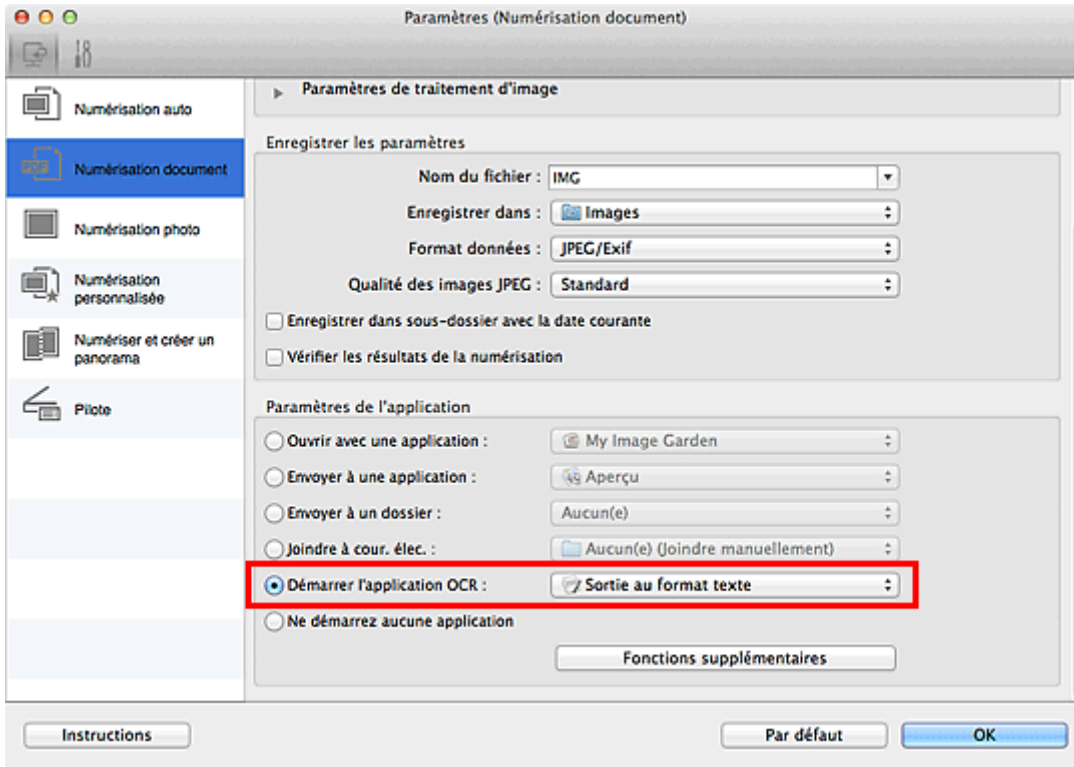 Paramètres (Numérisation document)
Numérisation auto
PDF
Numérisation document
Numérisation photo
Numérisation
personnalisée
Numériser et créer un
panorama
Pilote
Paramètres de traitement d'image
Enregistrer les paramètres
Nom du fichier : IMG
Enregistrer dans : Images
Format données : JPEG/Exif
Qualité des images JPEG : Standard
Enregistrer dans sous-dossier avec la date courante
Vérifier les résultats de la numérisation
Paramètres de l'application
Ouvrir avec une application : My Image Garden
Envoyer à une application : Aperçu
Envoyer à un dossier : Aucun(e)
Joindre à cour. élec. : Aucun(e) (Joindre manuellement)
Démarrer l'application OCR : Sortie au format texte
Ne démarrez aucune application
Fonctions supplémentaires
Instructions
Par défaut
OK